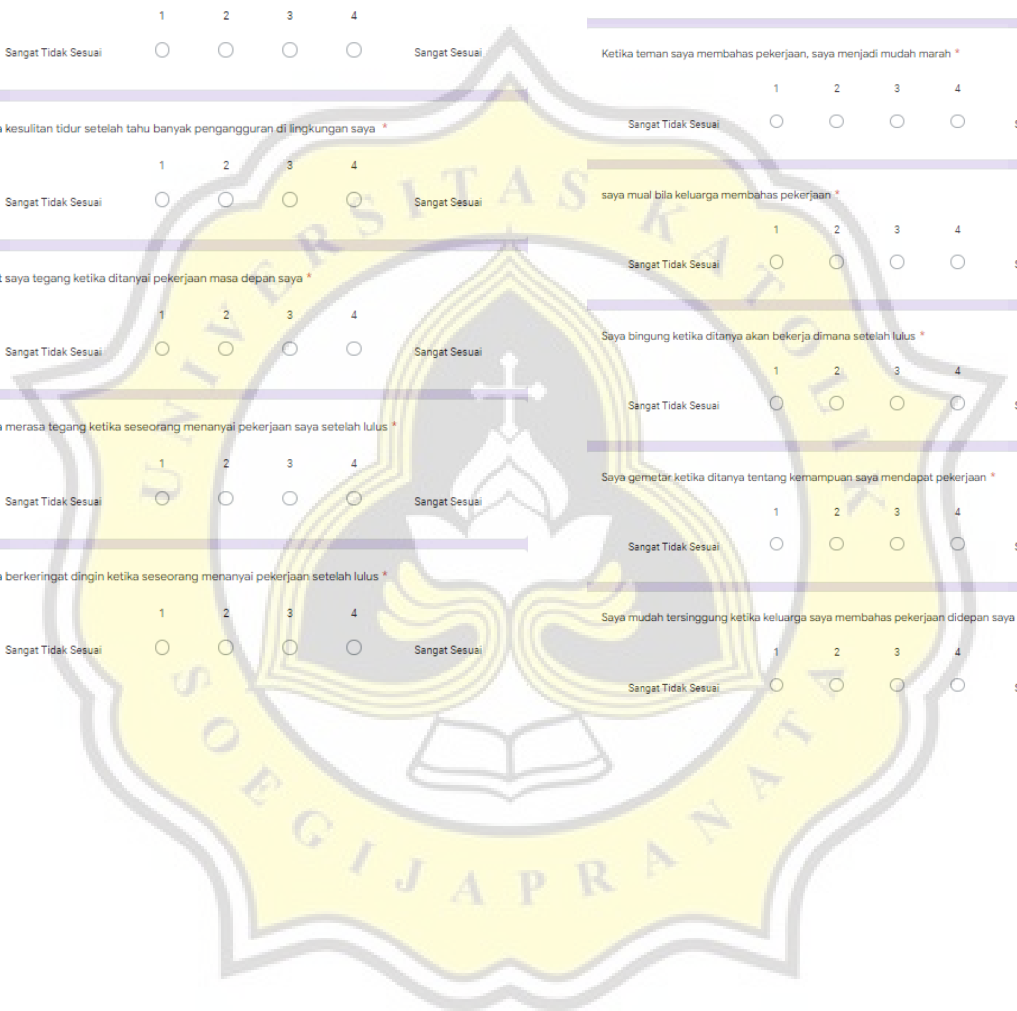 1 2 3 4
Sangat Tidak Sesuai Sangat Sesuai
kesulitan tidur setelah tahu banyak pengangguran di lingkungan saya *
1 2 3 4
Sangat Tidak Sesuai Sangat Sesuai
saya tegang ketika ditanyai pekerjaan masa depan saya *
1 2 3 4
Sangat Tidak Sesuai Sangat Sesuai
merasa tegang ketika seseorang menanyai pekerjaan saya setelah lulus *
1 2 3 4
Sangat Tidak Sesuai Sangat Sesuai
berkeringat dingin ketika seseorang menanyai pekerjaan setelah lulus *
1 2 3 4
Sangat Tidak Sesuai Sangat Sesuai
Ketika teman saya membahas pekerjaan, saya menjadi mudah marah *
1 2 3 4
Sangat Tidak Sesuai
saya mual bila keluarga membahas pekerjaan *
1 2 3 4
Sangat Tidak Sesuai
Saya bingung ketika ditanya akan bekerja dimana setelah lulus *
1 2 3 4
Sangat Tidak Sesuai
Saya gemetar ketika ditanya tentang kemampuan saya mendapat pekerjaan *
1 2 3 4
Sangat Tidak Sesuai
Saya mudah tersinggung ketika keluarga saya membahas pekerjaan didepan saya
1 2 3 4
Sangat Tidak Sesuai
UNIVERSITAS KATOLIK
SOEGIJAPRANATA